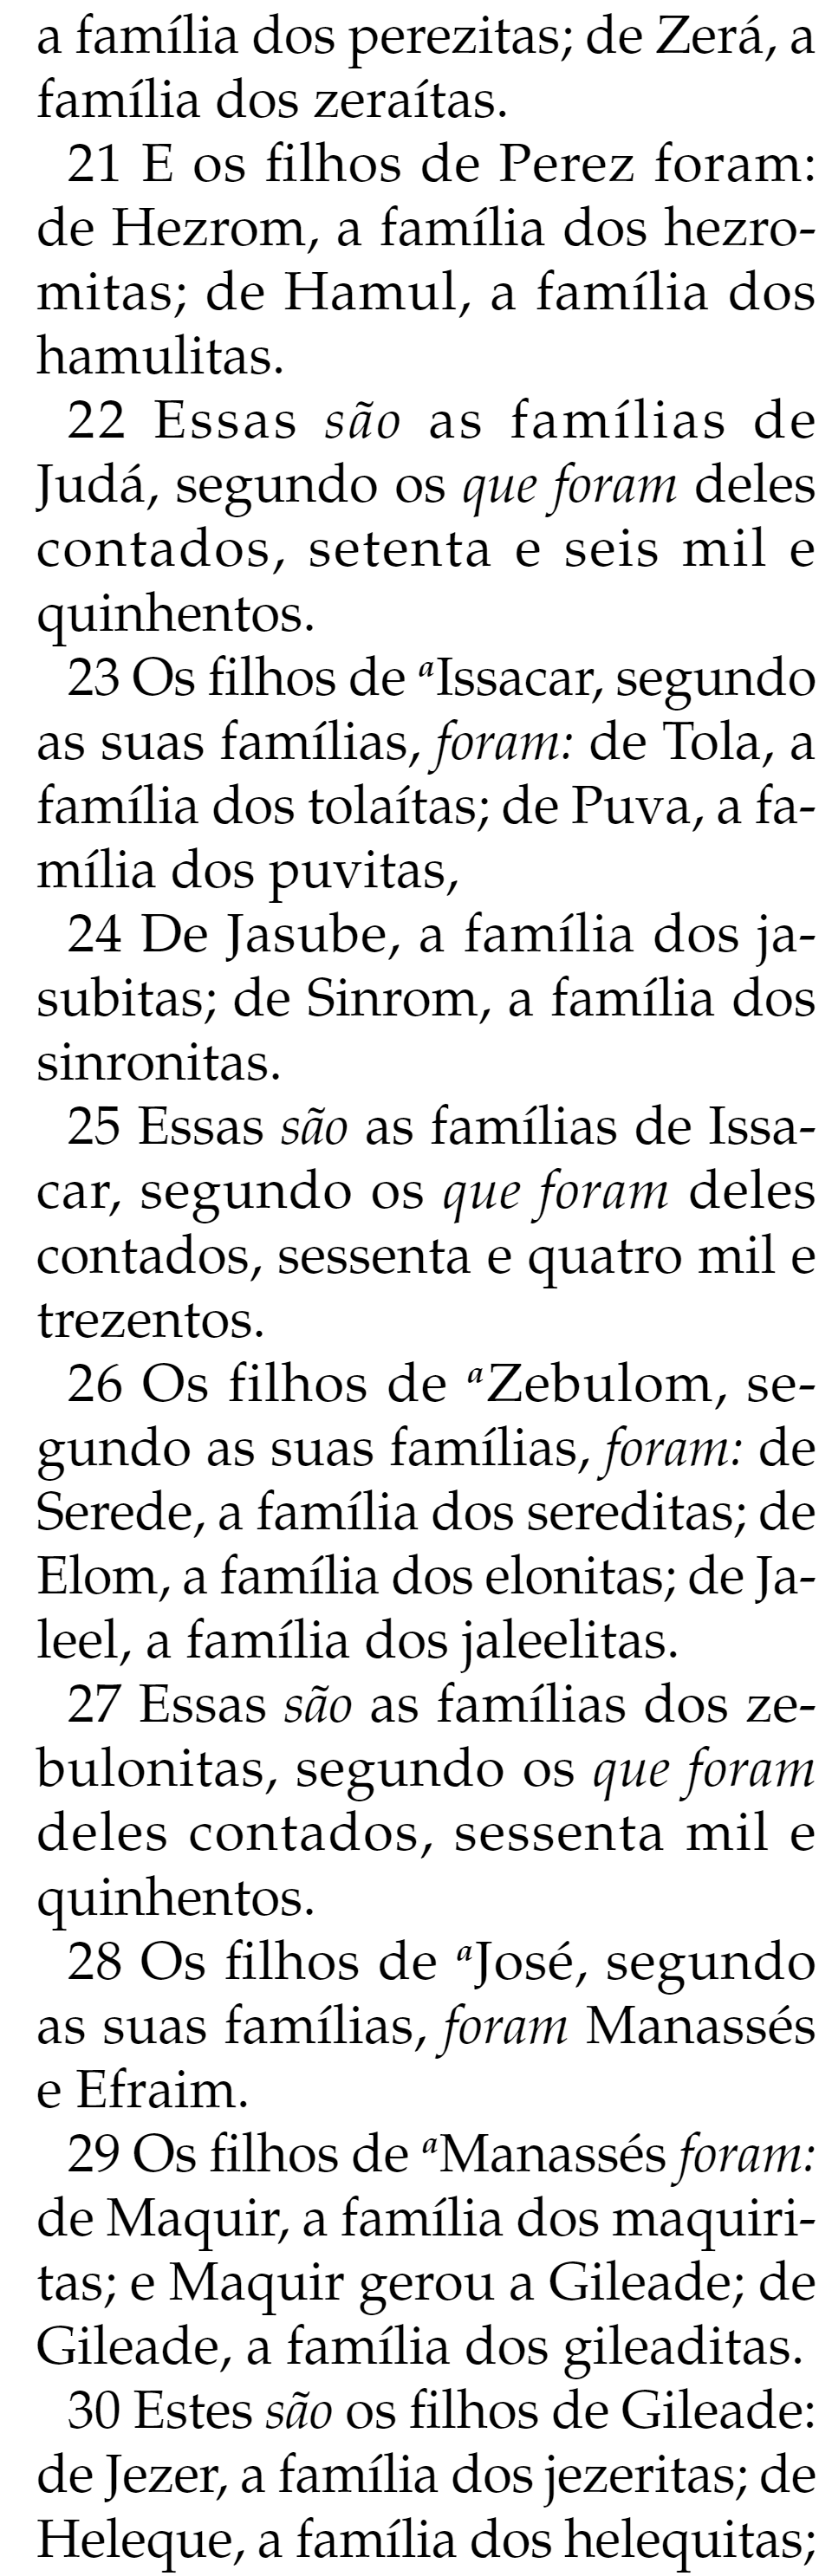 a família dos perezitas; de Zerá, a
família dos zeraítas.
21 E os filhos de Perez foram:
de Hezrom, a família dos hezro-
mitas; de Hamul, a família dos
hamulitas.
22 Essas são as famílias de
Judá, segundo os que foram deles
contados, setenta e seis mil e
quinhentos.
23 Os filhos de ªIssacar, segundo
as suas famílias, foram: de Tola, a
família dos tolaítas; de Puva, a fa-
mília dos puvitas,
24 De Jasube, a família dos ja-
subitas; de Sinrom, a família dos
sinronitas.
25 Essas são as famílias de Issa-
car, segundo os que foram deles
contados, sessenta e quatro mil e
trezentos.
26 Os filhos de ªZebulom, se-
gundo as suas famílias, foram: de
Serede, a família dos sereditas; de
Elom, a família dos elonitas; de Ja-
leel, a família dos jaleelitas.
27 Essas são as famílias dos ze-
bulonitas, segundo os que foram
deles contados, sessenta mil e
quinhentos.
28 Os filhos de ªJosé, segundo
as suas famílias, foram Manassés
e Efraim.
29 Os filhos de ªManassés foram:
de Maquir, a família dos maquiri-
tas; e Maquir gerou a Gileade; de
Gileade, a família dos gileaditas.
30 Estes são os filhos de Gileade:
de Jezer, a família dos jezeritas; de
Heleque, a família dos helequitas;